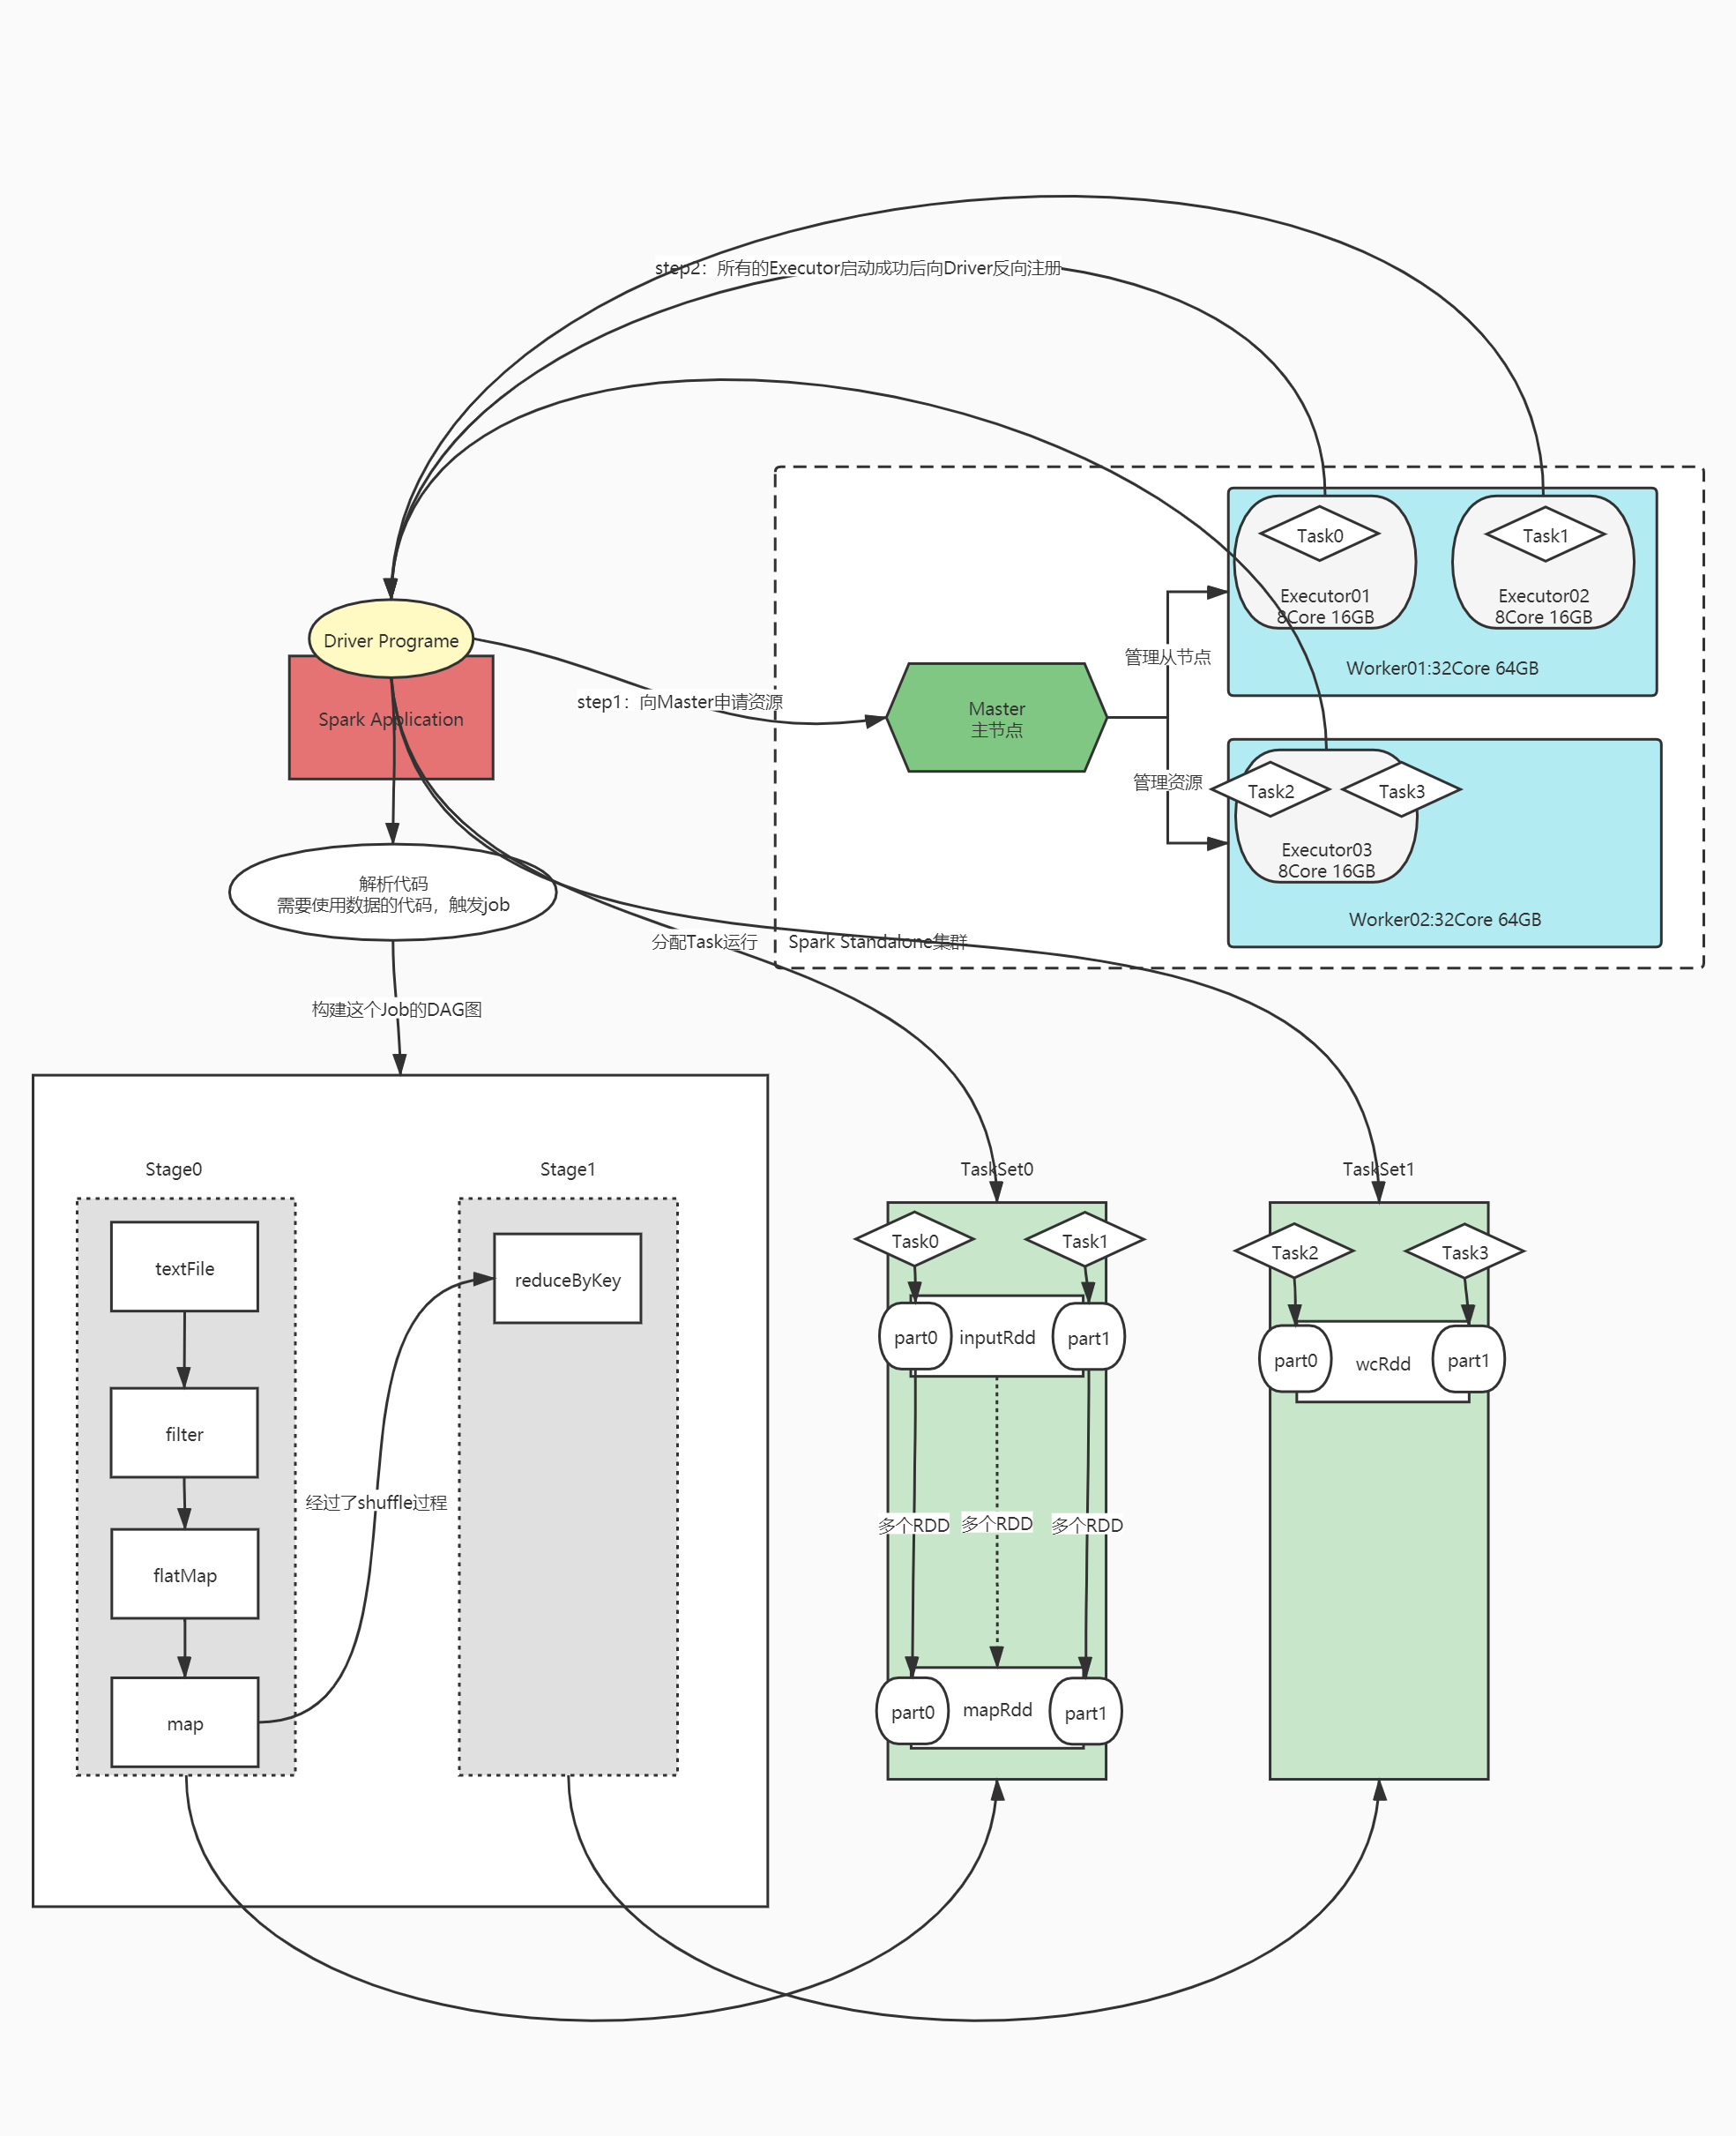 step2：所有的Executor启动成功后向Driver反向注册
Task0
Task1
Executor01
8Core 16GB
Executor02
8Core 16GB
Worker01:32Core 64GB
Driver Programe
Spark Application
step1：向Master申请资源
Master
主节点
管理从节点
管理资源
Task2
Task3
Executor03
8Core 16GB
Worker02:32Core 64GB
Spark Standalone集群
解析代码
需要使用数据的代码，触发job
分配Task运行
构建这个Job的DAG图
Stage0
Stage1
textFile
filter
flatMap
map
经过了shuffle过程
reduceByKey
TaskSet0
Task0
Task1
part0
inputRdd
part1
多个RDD
多个RDD
多个RDD
part0
mapRdd
part1
TaskSet1
Task2
Task3
part0
wcRdd
part1